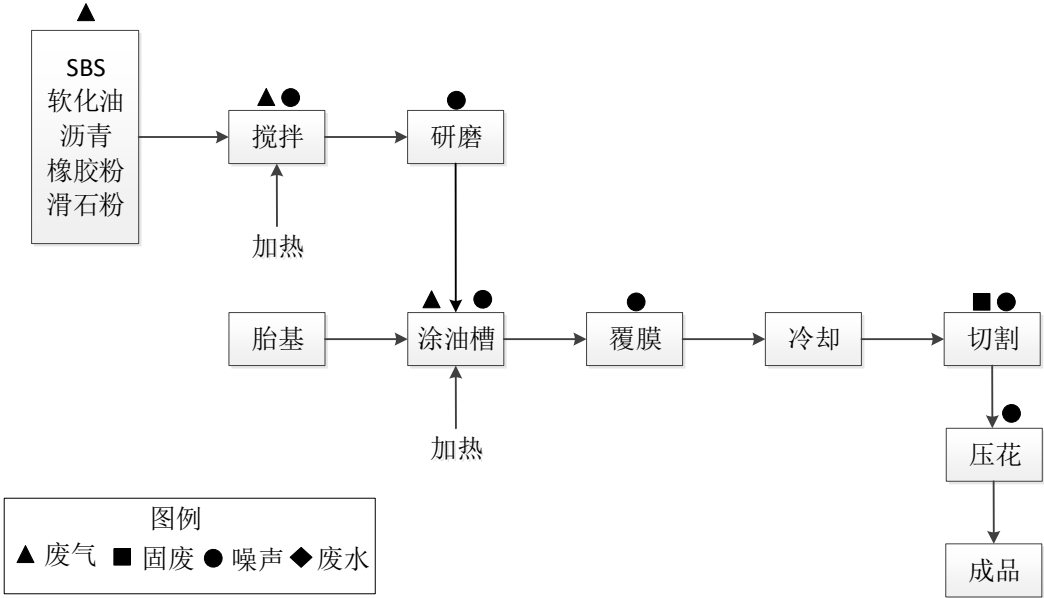 SBS
软化油
沥青
橡胶粉
滑石粉
搅拌
研磨
加热
胎基
涂油槽
覆膜
冷却
切割
加热
压花
成品
图例
▲废气 ■固废 ●噪声 ◆废水